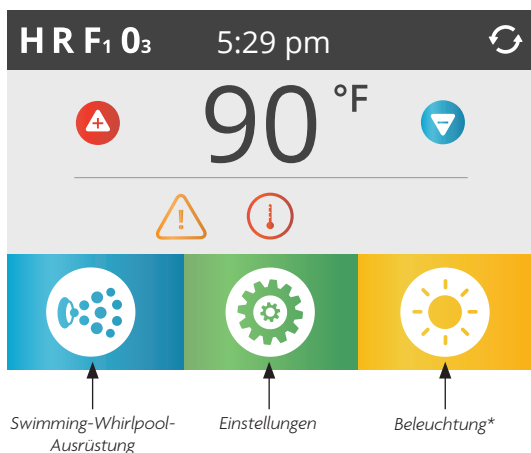 H R F₁ 0₃ 5:29 pm
90 °F
Swimming-Whirlpool-
Ausrüstung
Einstellungen
Beleuchtung*